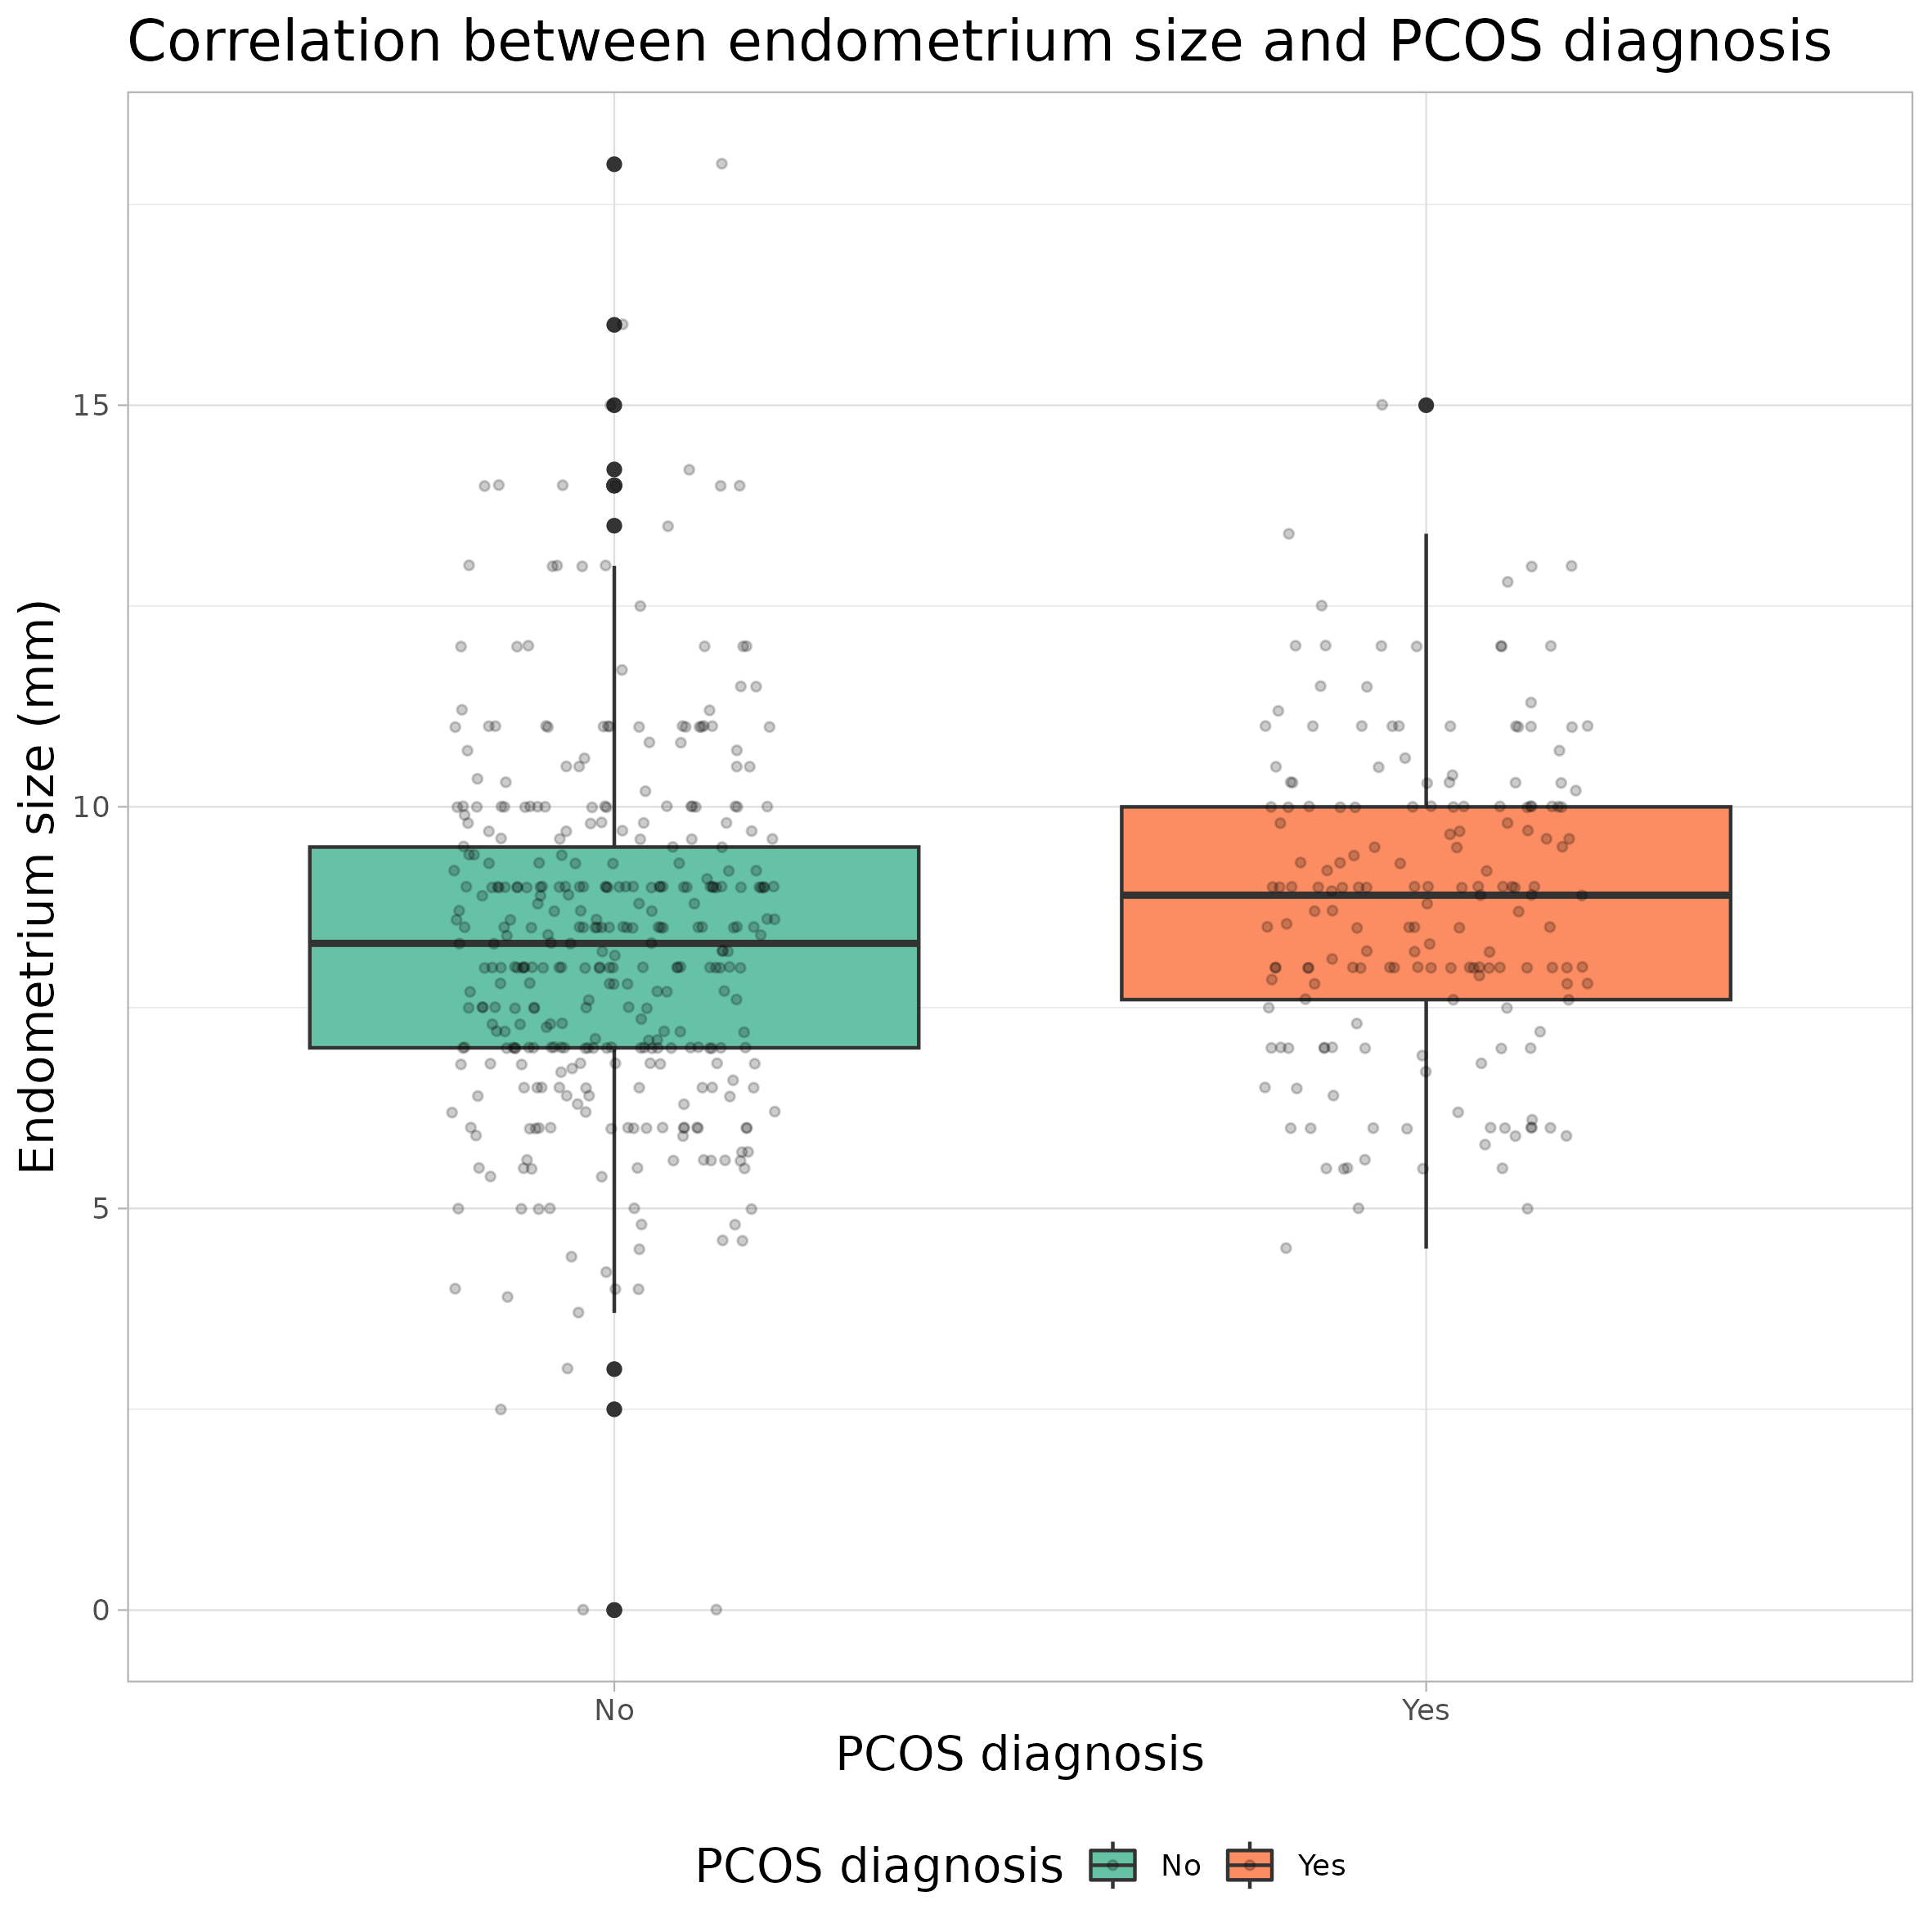 Correlation between endometrium size and PCOS diagnosis
Endometrium size (mm)
15
10
5
0
No
Yes
PCOS diagnosis
PCOS diagnosis No Yes